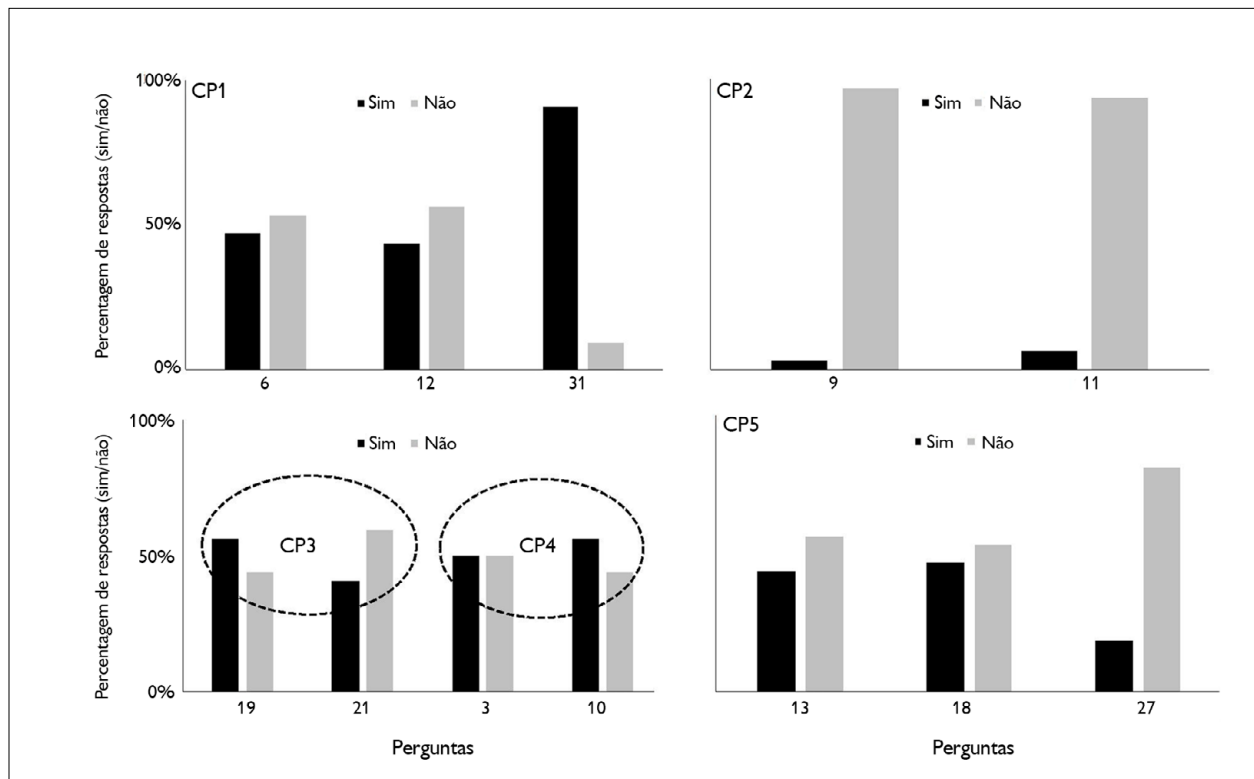 Percentagem de respostas (sim/não)
100%
50%
0%
CP1
Sim Não
6 12 31
CP2
Sim Não
9 11
Percentagem de respostas (sim/não)
100%
50%
0%
Sim Não
CP3 CP4
19 21 3 10
Perguntas
CP5
Sim Não
13 18 27
Perguntas